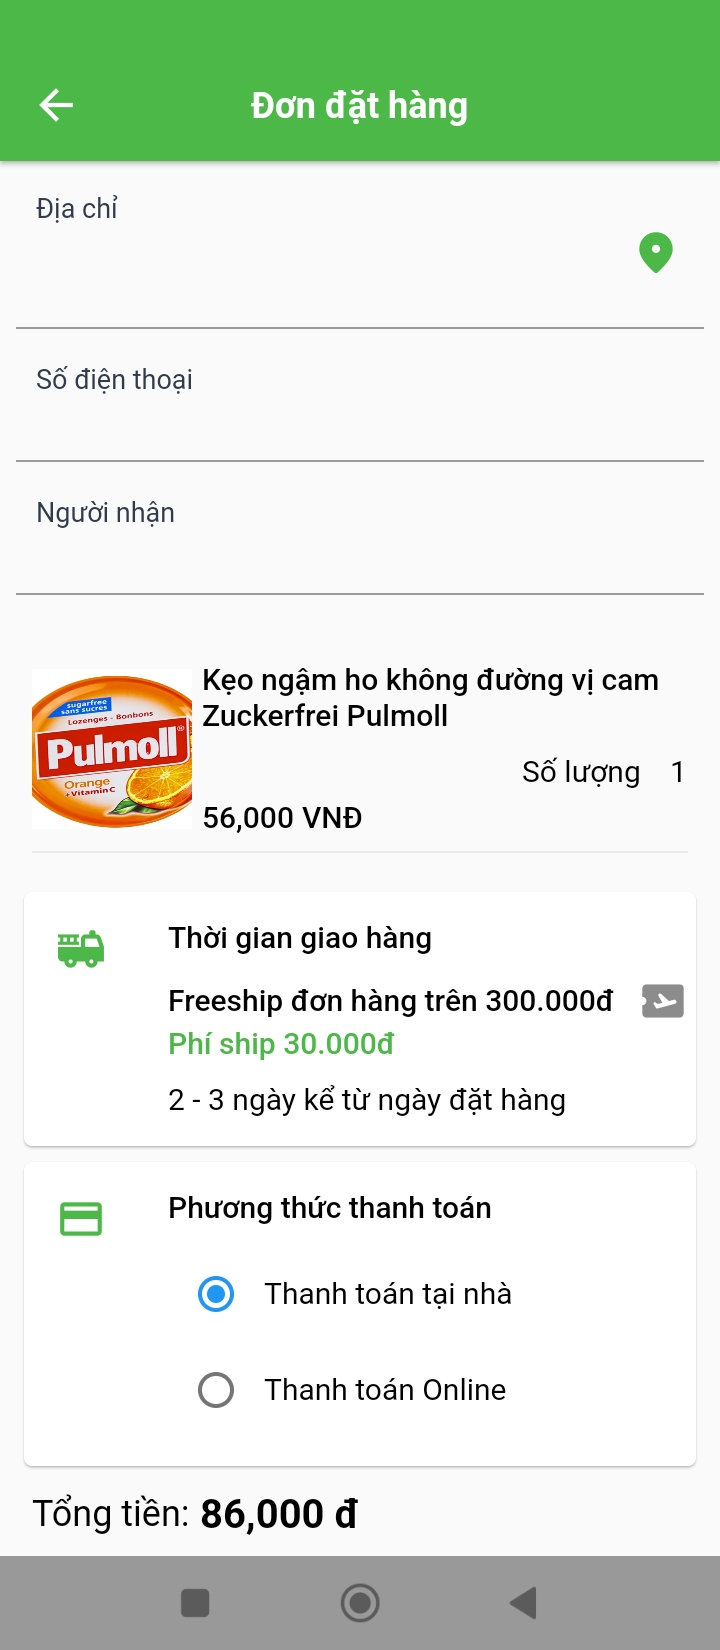 Đơn đặt hàng
Địa chỉ
Số điện thoại
Người nhận
Kẹo ngậm ho không đường vị cam
Zuckerfrei Pulmoll
sugarfree
sans sucres
Lozenges - Bonbons
Pulmoll®
Orange
+Vitamin C
Số lượng 1
56,000 VNĐ
Thời gian giao hàng
Freeship đơn hàng trên 300.000đ
Phí ship 30.000đ
2 - 3 ngày kể từ ngày đặt hàng
Phương thức thanh toán
Thanh toán tại nhà
Thanh toán Online
Tổng tiền: 86,000 đ